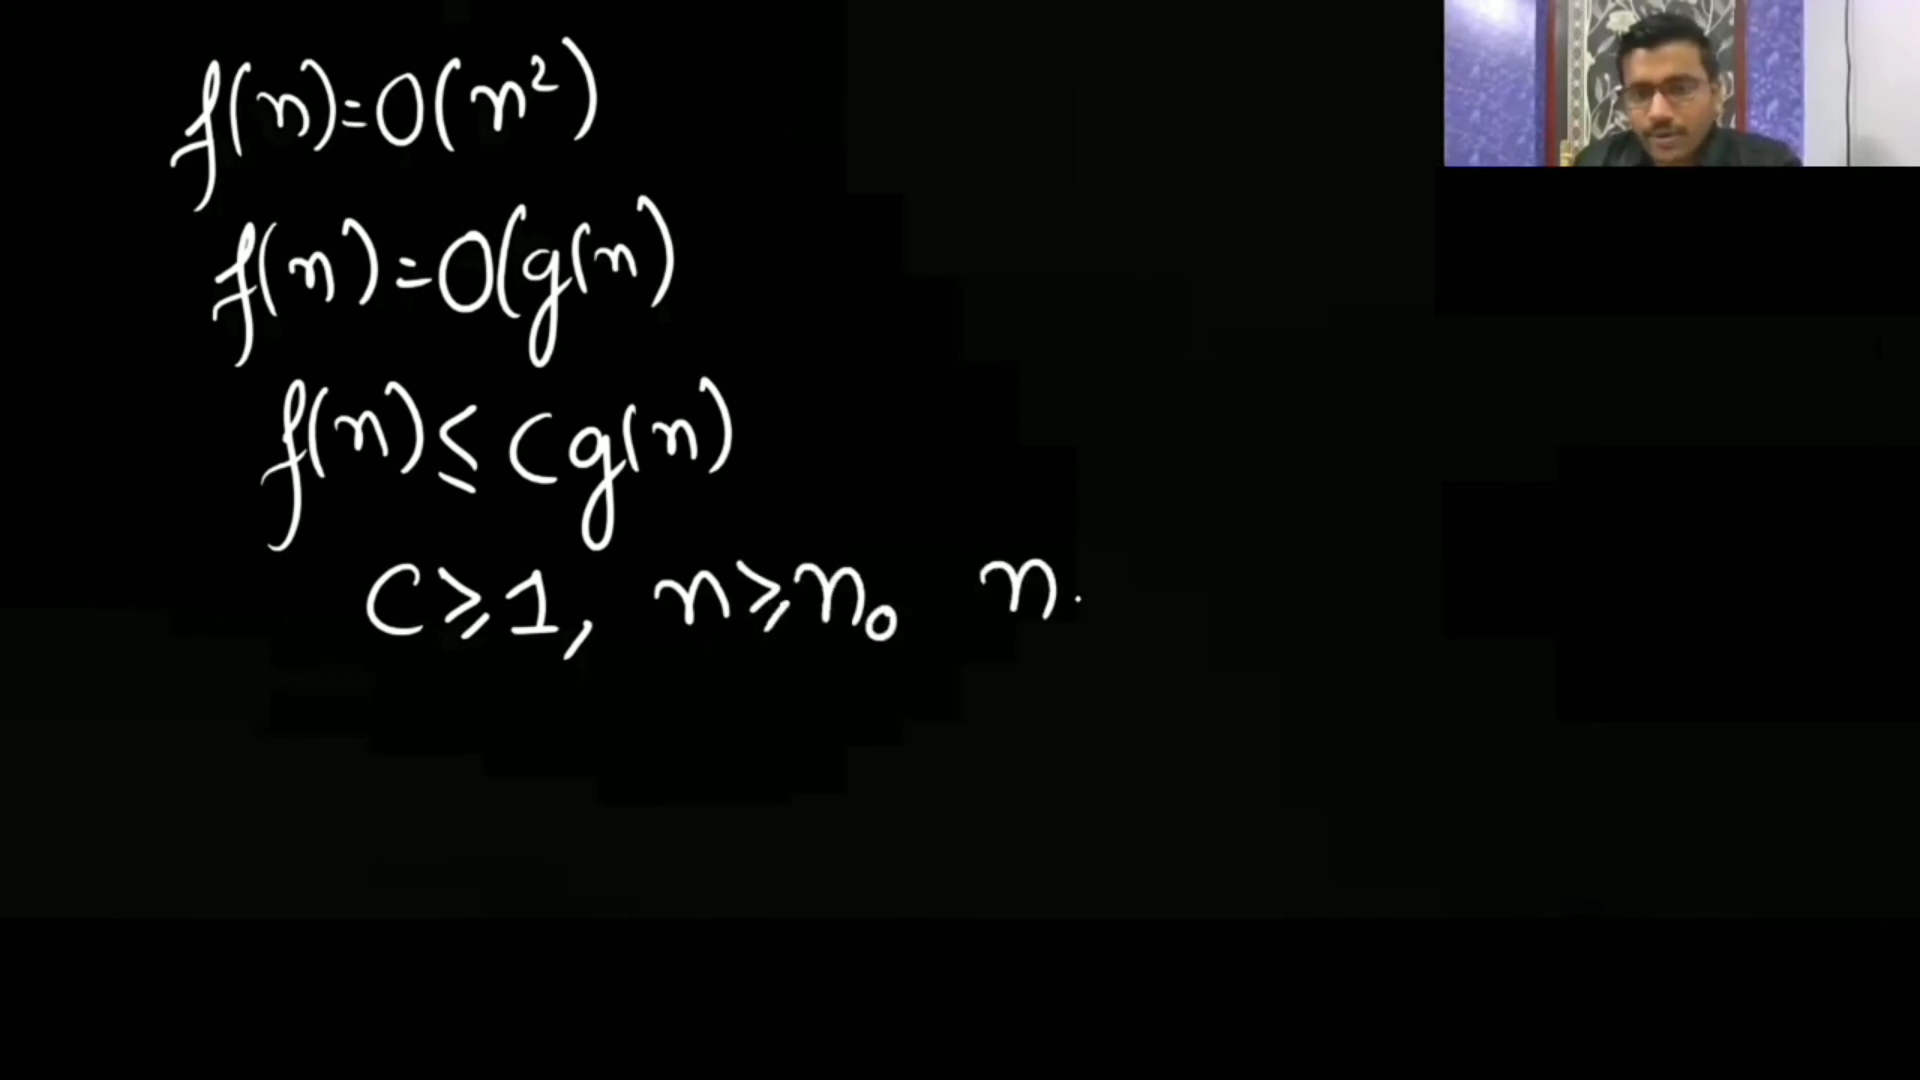 f(n)=O(n²)
f(n)=O(g(n)
f(n)≤cg(n)
c≥1, n≥n₀ n.